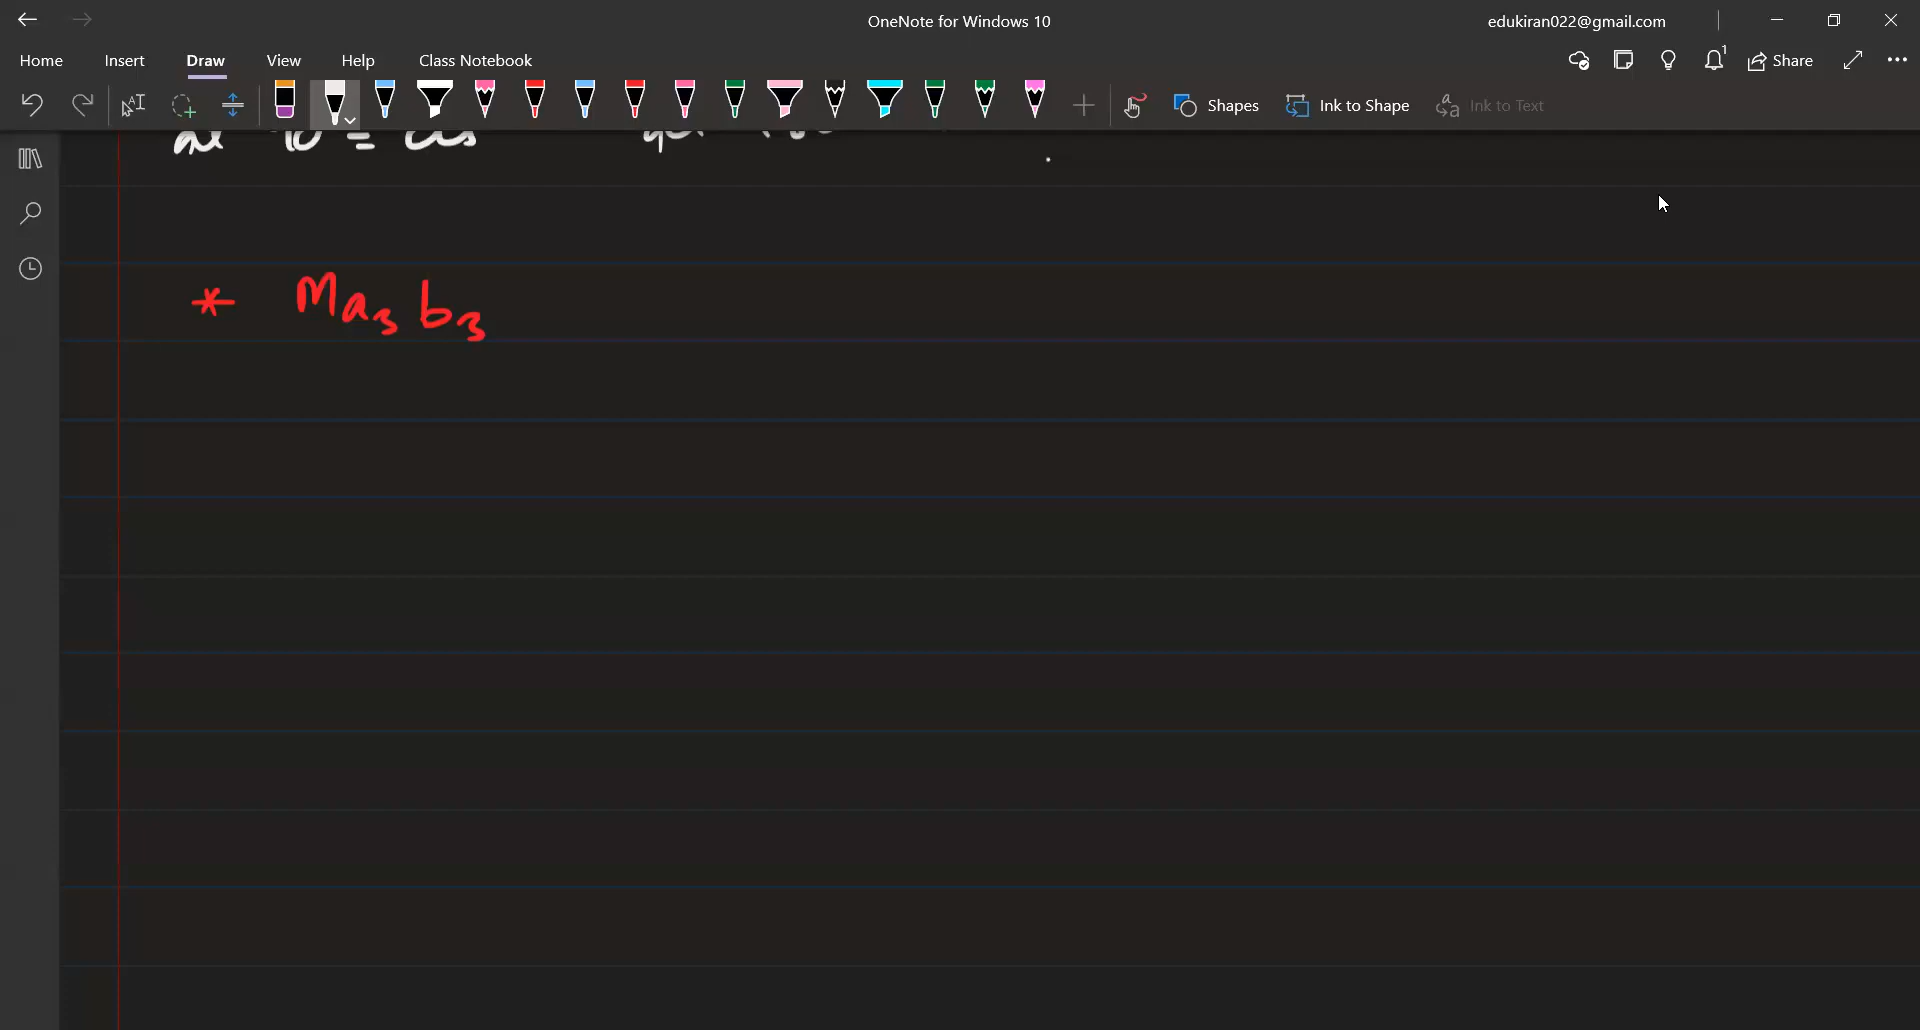 OneNote for Windows 10
edukiran022@gmail.com
Home Insert Draw View Help Class Notebook
1
Share
Shapes Ink to Shape Ink to Text
* Ma3 b3